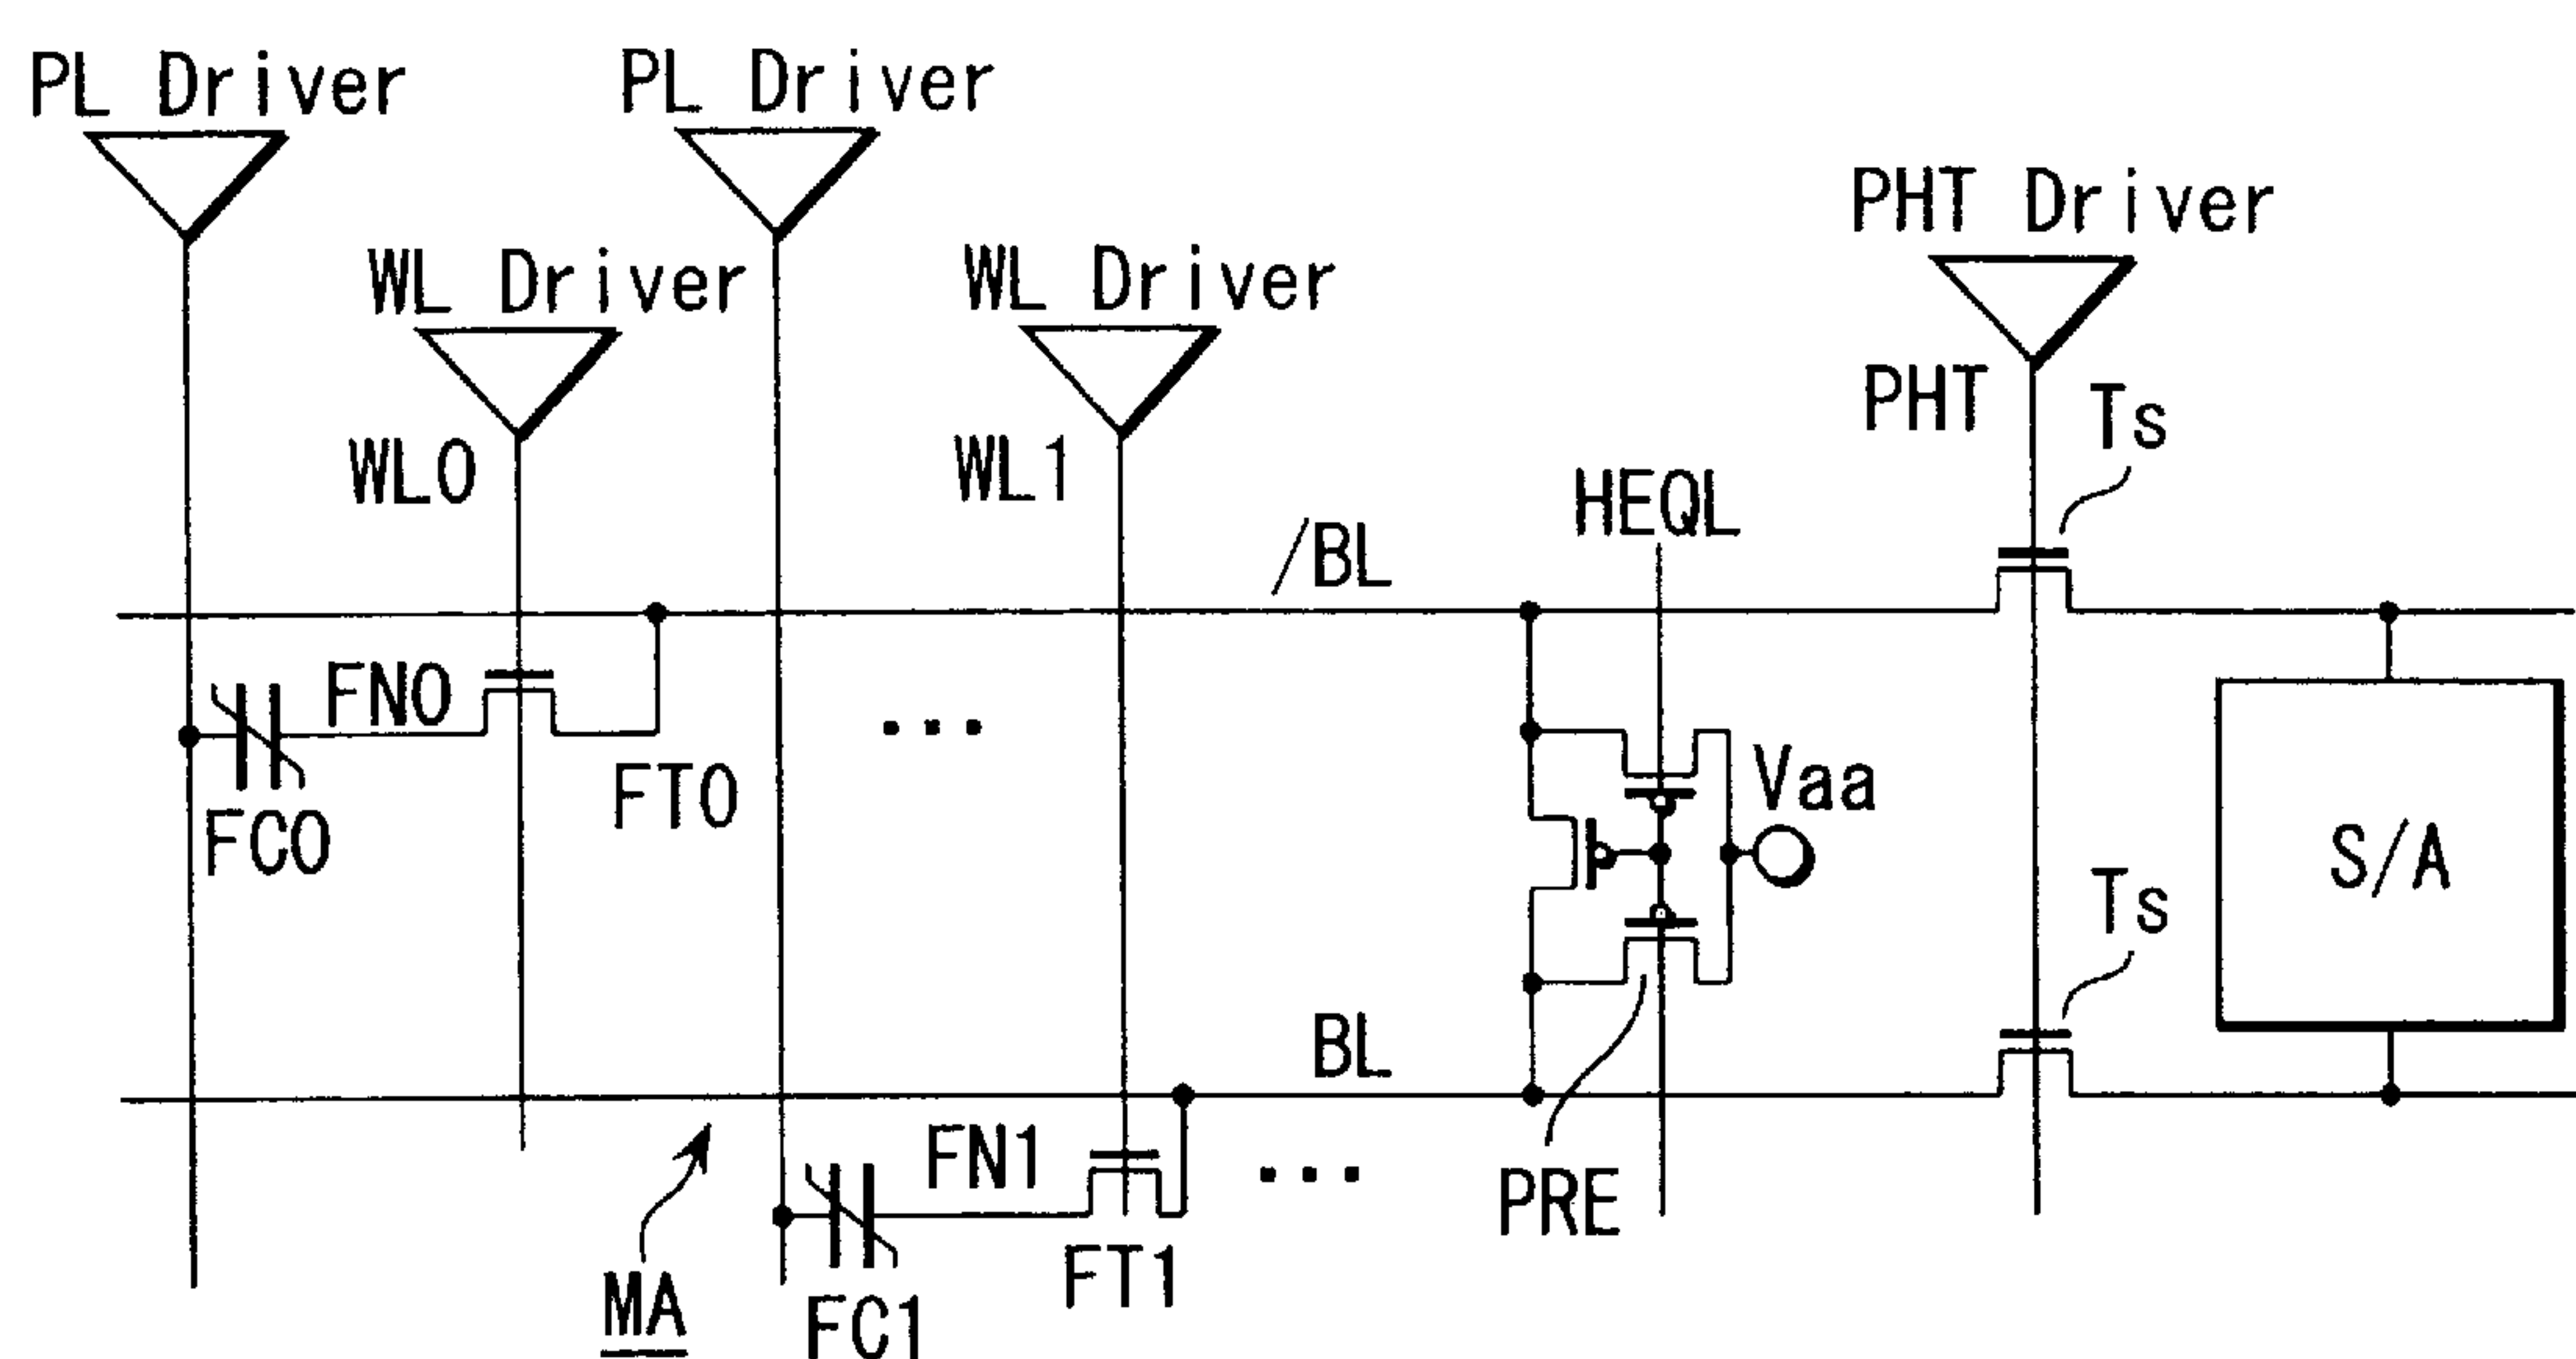 PL Driver
PL Driver
PHT Driver
WL Driver
WL Driver
PHT
Ts
WL0
WL1
HEQL
/BL
FN0
...
Vaa
FT0
FC0
S/A
Ts
BL
FN1
...
PRE
FT1
MA
FC1